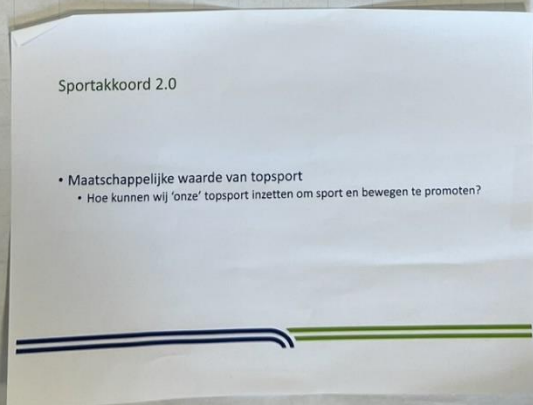 Sportakkoord 2.0
• Maatschappelijke waarde van topsport
• Hoe kunnen wij ‘onze’ topsport inzetten om sport en bewegen te promoten?